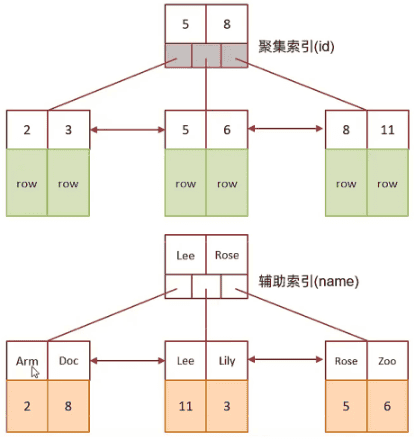 5 8
聚集索引(id)
2 3 5 6 8 11
row row row row row row
Lee Rose
辅助索引(name)
Arm Doc Lee Lily Rose Zoo
2 8 11 3 5 6